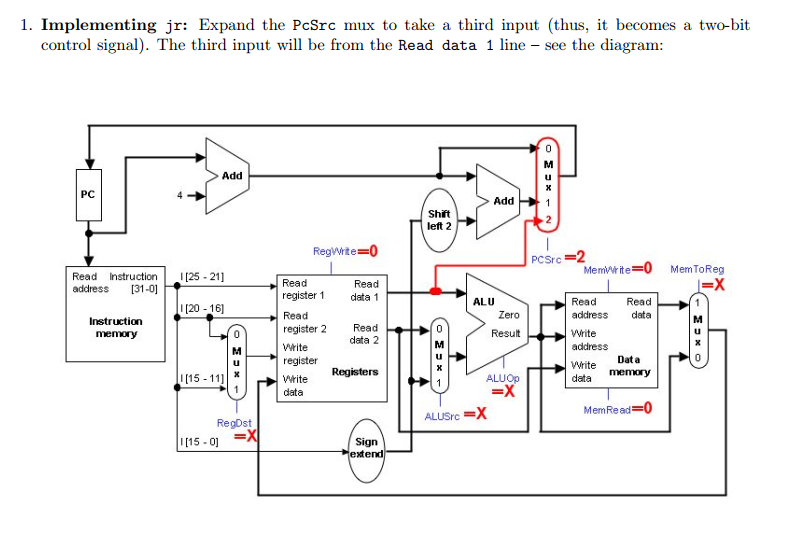 1. Implementing jr: Expand the PcSrc mux to take a third input (thus, it becomes a two-bit
control signal). The third input will be from the Read data 1 line – see the diagram:
0
M
u
x
1
2
Add
PC
4
Add
Shift
left 2
PCSrc =2
RegWrite=0
MemWrite=0
MemToReg
=X
Read Instruction
address [31-0]
Instruction
memory
I [25 - 21]
I [20 - 16]
I [15 - 11]
I [15 - 0]
0
M
u
x
1
RegDst
=X
Read
register 1
Read
data 1
Read
register 2
Read
data 2
Write
register
Registers
Write
data
Sign
extend
0
M
u
x
1
ALUSrc =X
ALU
Zero
Result
ALUOp
=X
Read
address
Read
data
Write
address
Write
data
Data
memory
MemRead=0
1
M
u
x
0